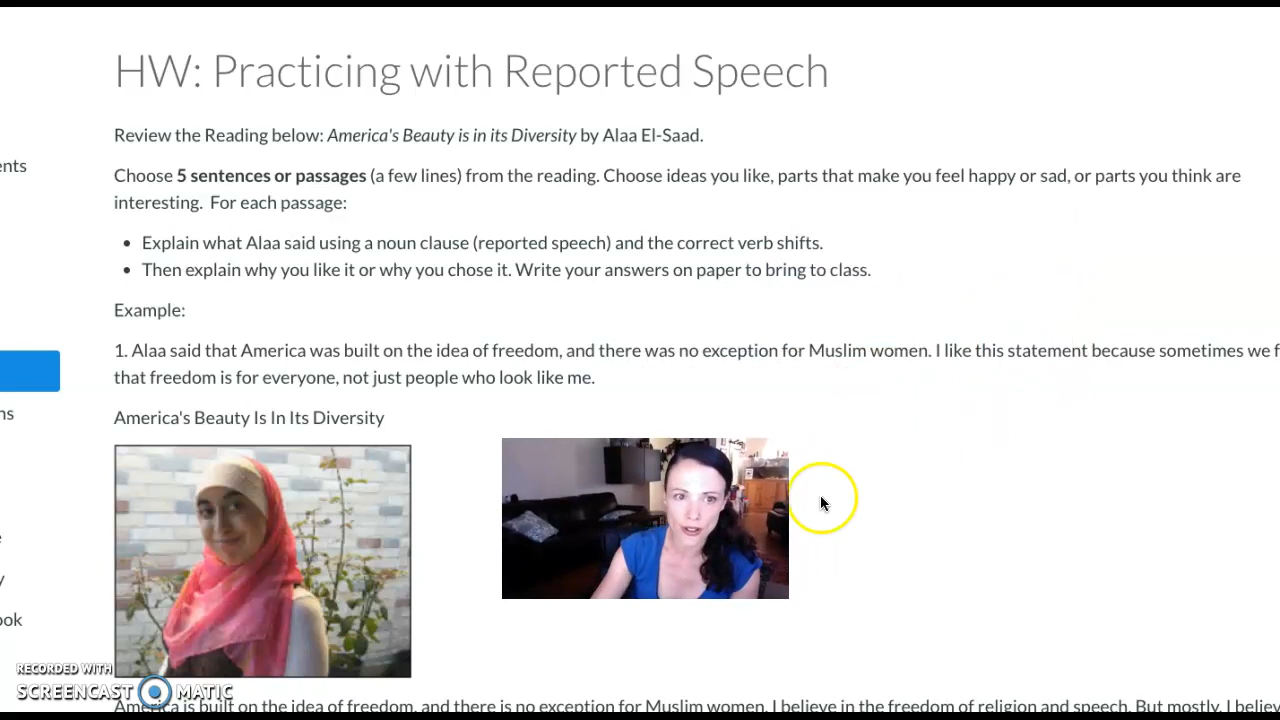 HW: Practicing with Reported Speech
Review the Reading below: America's Beauty is in its Diversity by Alaa El-Saad.
ents
Choose 5 sentences or passages (a few lines) from the reading. Choose ideas you like, parts that make you feel happy or sad, or parts you think are
interesting. For each passage:
• Explain what Alaa said using a noun clause (reported speech) and the correct verb shifts.
• Then explain why you like it or why you chose it. Write your answers on paper to bring to class.
Example:
1. Alaa said that America was built on the idea of freedom, and there was no exception for Muslim women. I like this statement because sometimes we f
that freedom is for everyone, not just people who look like me.
ns
America's Beauty Is In Its Diversity
e
y
ook
RECORDED WITH
SCREENCAST MATIC
America is built on the idea of freedom, and there is no exception for Muslim women. I believe in the freedom of religion and speech. But mostly, I believ